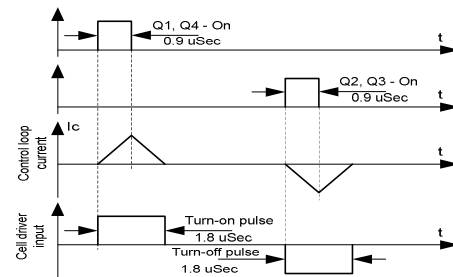 Q1, Q4 - On
0.9 uSec
t
Q2, Q3 - On
0.9 uSec
t
Control loop
current
Ic
t
Cell driver
input
Turn-on pulse
1.8 uSec
t
Turn-off pulse
1.8 uSec